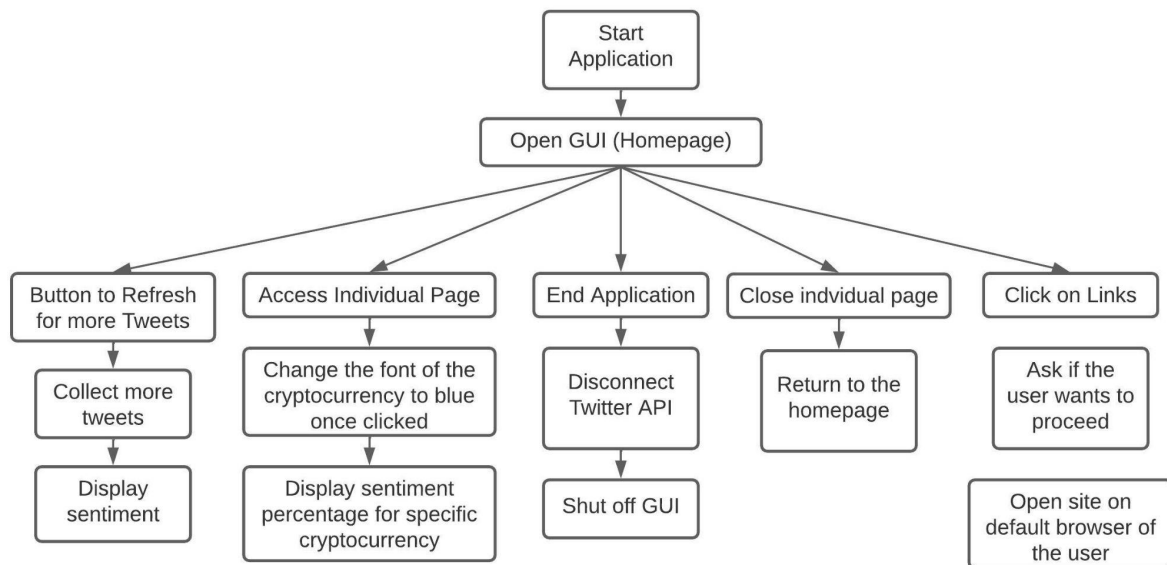 Start
Application
Open GUI (Homepage)
Button to Refresh
for more Tweets
Access Individual Page
End Application
Close indvidual page
Click on Links
Collect more
tweets
Change the font of the
cryptocurrency to blue
once clicked
Disconnect
Twitter API
Return to the
homepage
Ask if the
user wants to
proceed
Display
sentiment
Display sentiment
percentage for specific
cryptocurrency
Shut off GUI
Open site on
default browser of
the user